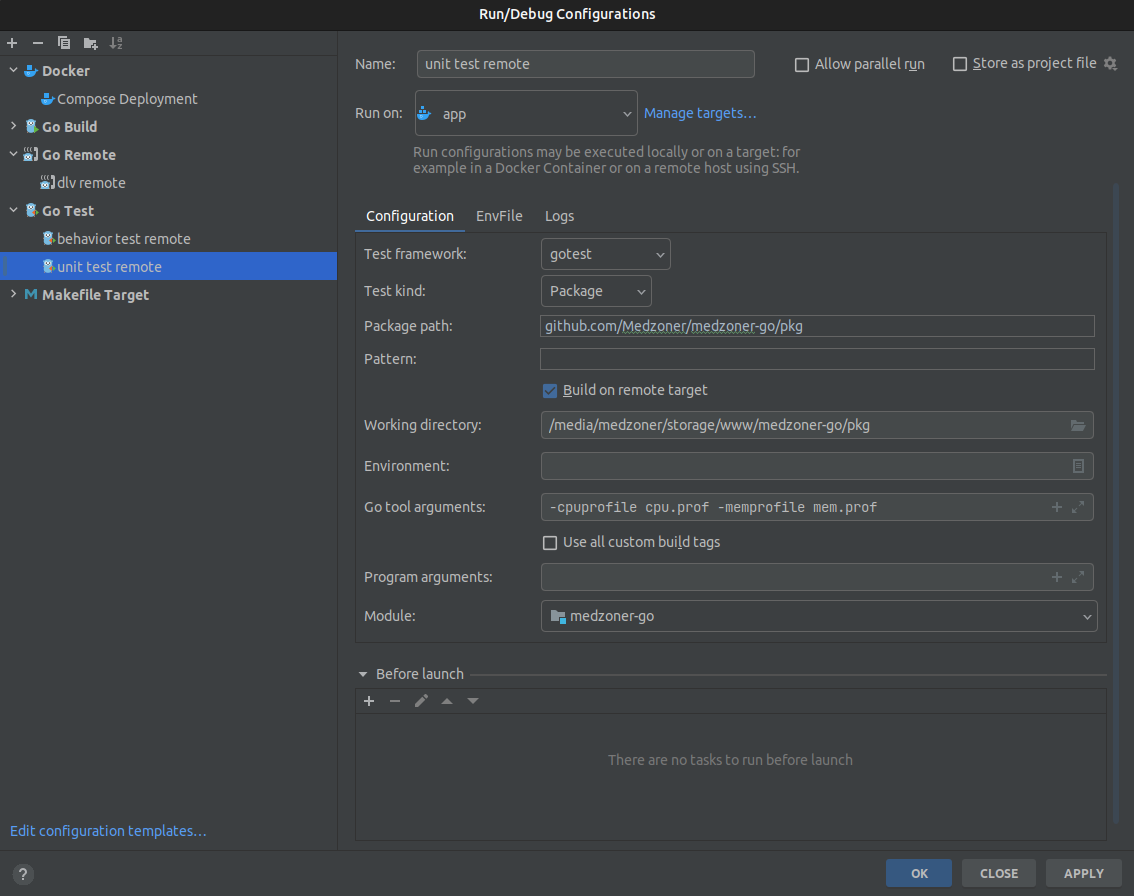 Run/Debug Configurations
Docker
Compose Deployment
Go Build
Go Remote
dlv remote
Go Test
behavior test remote
unit test remote
Makefile Target
Edit configuration templates…
Name: unit test remote Allow parallel run Store as project file
Run on: app Manage targets…
Run configurations may be executed locally or on a target: for
example in a Docker Container or on a remote host using SSH.
Configuration EnvFile Logs
Test framework: gotest
Test kind: Package
Package path: github.com/Medzoner/medzoner-go/pkg
Pattern:
Build on remote target
Working directory: /media/medzoner/storage/www/medzoner-go/pkg
Environment:
Go tool arguments: -cpuprofile cpu.prof -memprofile mem.prof
Use all custom build tags
Program arguments:
Module: medzoner-go
Before launch
There are no tasks to run before launch
? OK CLOSE APPLY